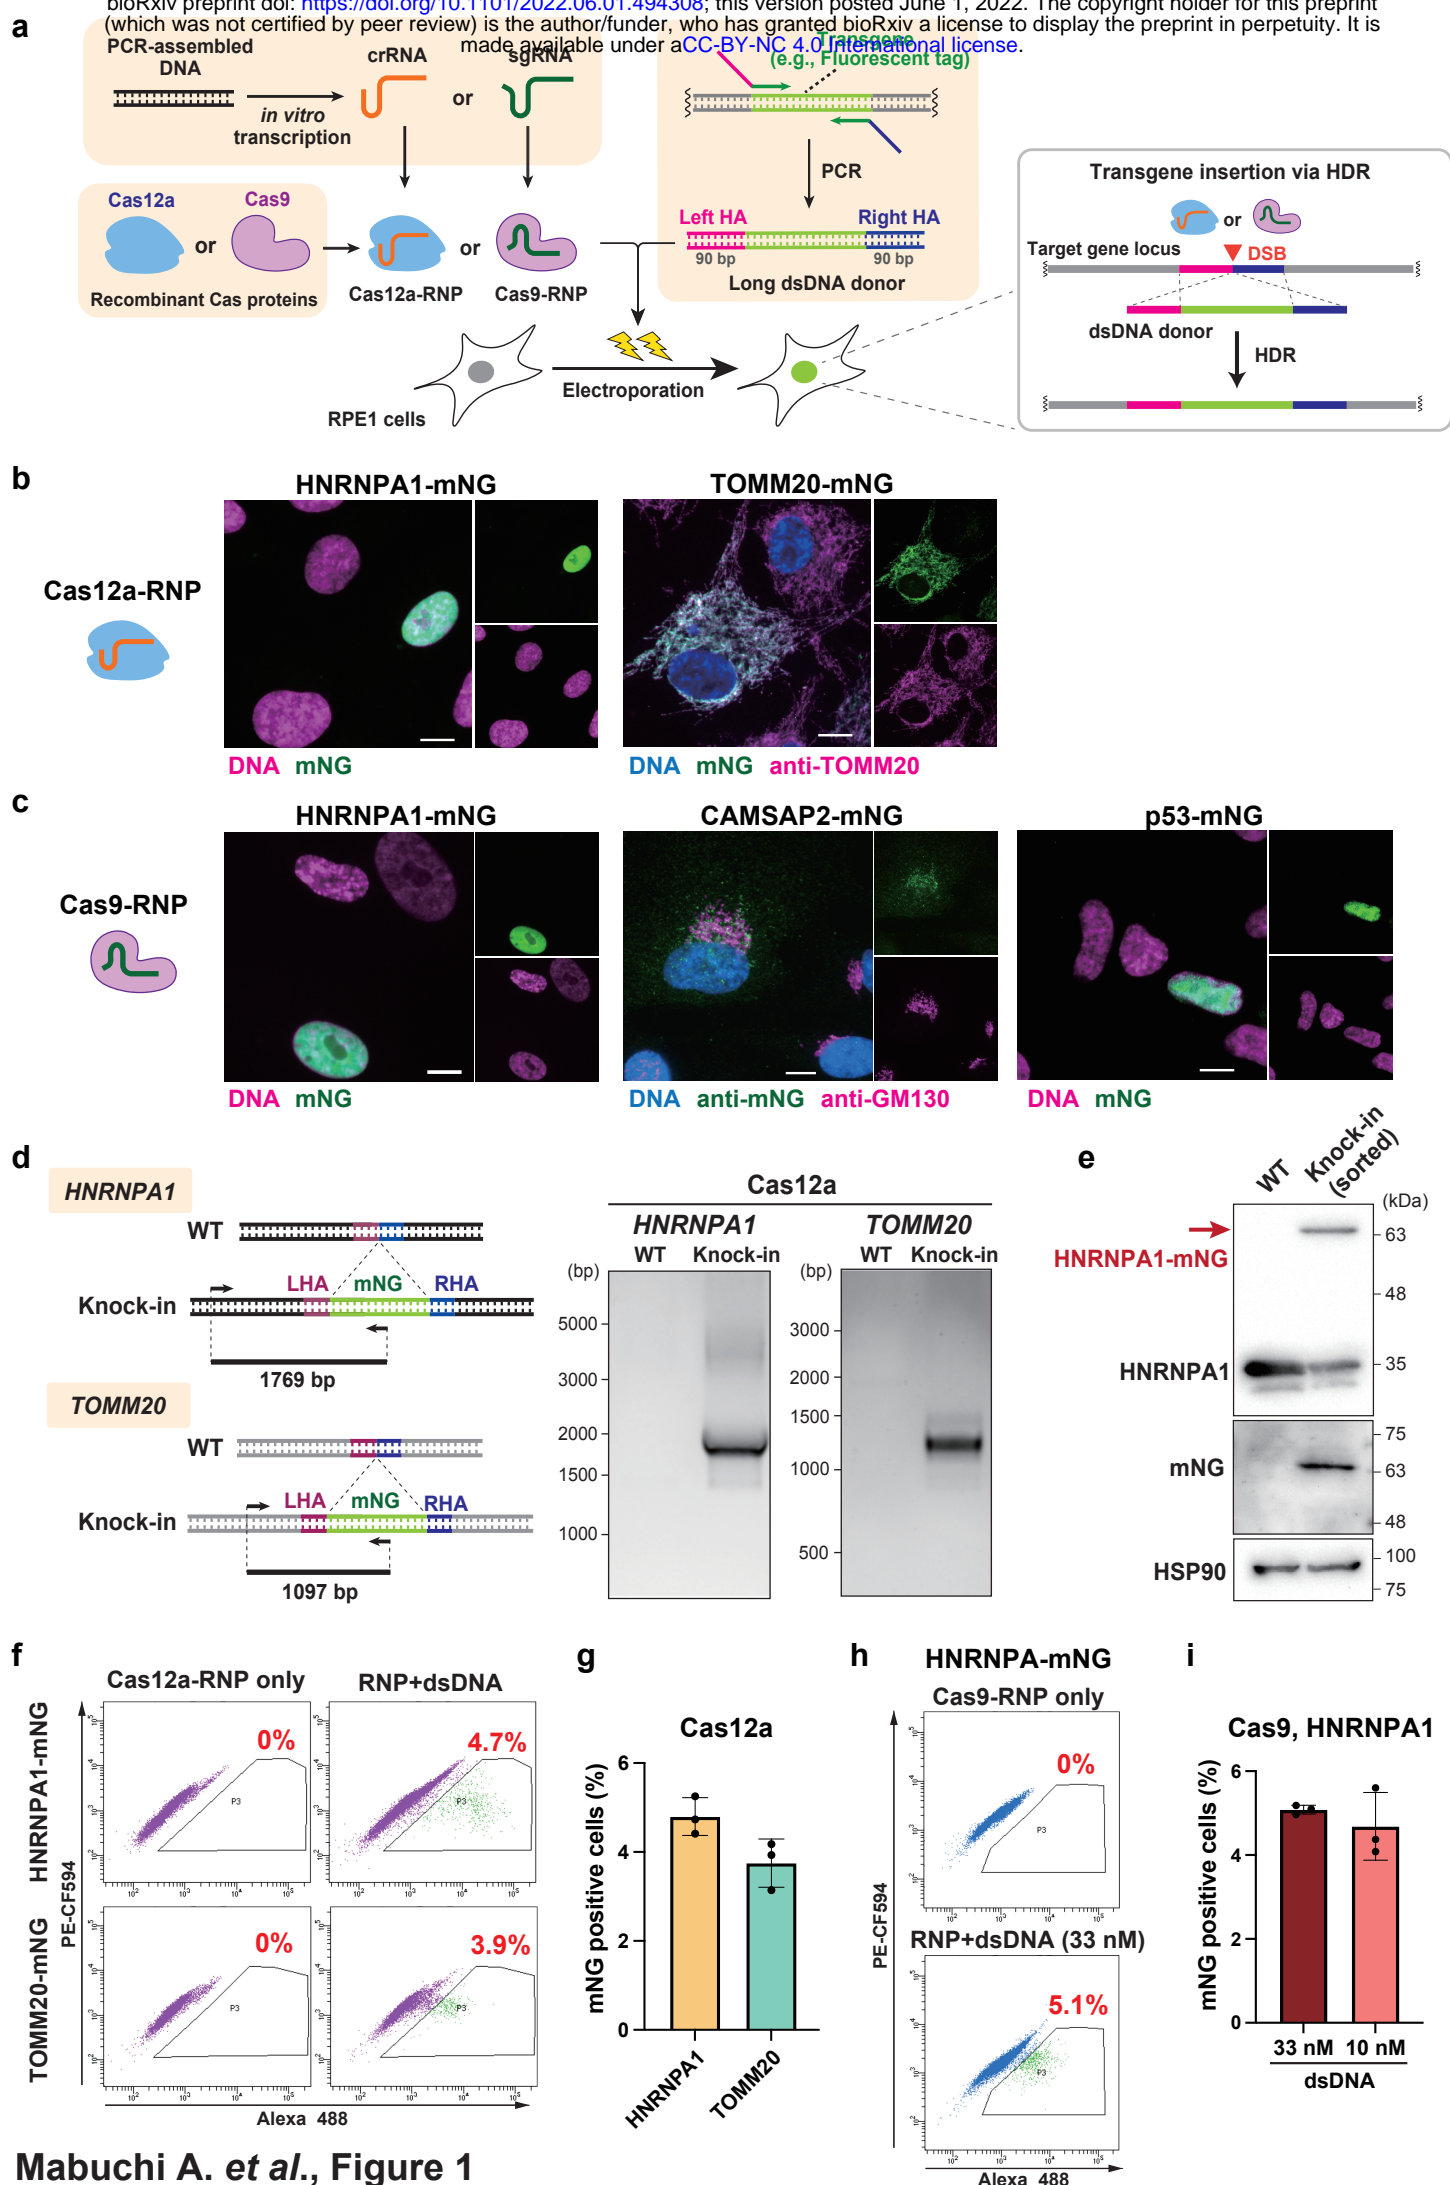 bioRxiv preprint doi: https://doi.org/10.1101/2022.06.01.494308; this version posted June 1, 2022. The copyright holder for this preprint
(which was not certified by peer review) is the author/funder, who has granted bioRxiv a license to display the preprint in perpetuity. It is
made available under aCC-BY-NC 4.0 International license.
a
PCR-assembled
DNA
in vitro
transcription
crRNA
or
sgRNA
Transgene
(e.g., Fluorescent tag)
PCR
Left HA
Right HA
90 bp
90 bp
Long dsDNA donor
Cas12a
or
Cas9
Recombinant Cas proteins
or
Cas12a-RNP
Cas9-RNP
RPE1 cells
Electroporation
Transgene insertion via HDR
or
Target gene locus
DSB
dsDNA donor
HDR
b
Cas12a-RNP
HNRNPA1-mNG
DNA mNG
TOMM20-mNG
DNA mNG anti-TOMM20
c
Cas9-RNP
HNRNPA1-mNG
DNA mNG
CAMSAP2-mNG
DNA anti-mNG anti-GM130
p53-mNG
DNA mNG
d
HNRNPA1
WT
LHA mNG RHA
Knock-in
1769 bp
TOMM20
WT
LHA mNG RHA
Knock-in
1097 bp
Cas12a
HNRNPA1
WT Knock-in
(bp)
5000
3000
2000
1500
1000
TOMM20
WT Knock-in
(bp)
3000
2000
1500
1000
500
e
WT
Knock-in
(sorted)
(kDa)
HNRNPA1-mNG
63
48
HNRNPA1
35
mNG
75
63
48
HSP90
100
75
f
Cas12a-RNP only
RNP+dsDNA
HNRNPA1-mNG
0%
P3
4.7%
P3
TOMM20-mNG
0%
P3
3.9%
P3
PE-CF594
Alexa 488
g
Cas12a
mNG positive cells (%)
6
4
2
0
HNRNPA1
TOMM20
h
HNRNPA-mNG
Cas9-RNP only
0%
P3
RNP+dsDNA (33 nM)
5.1%
P3
PE-CF594
Alexa 488
i
Cas9, HNRNPA1
mNG positive cells (%)
6
4
2
0
33 nM 10 nM
dsDNA
Mabuchi A. et al., Figure 1